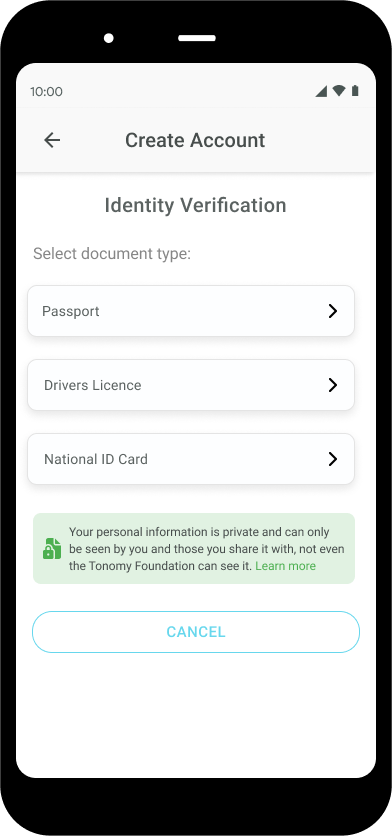 10:00
Create Account
Identity Verification
Select document type:
Passport
Drivers Licence
National ID Card
Your personal information is private and can only
be seen by you and those you share it with, not even
the Tonomy Foundation can see it. Learn more
CANCEL